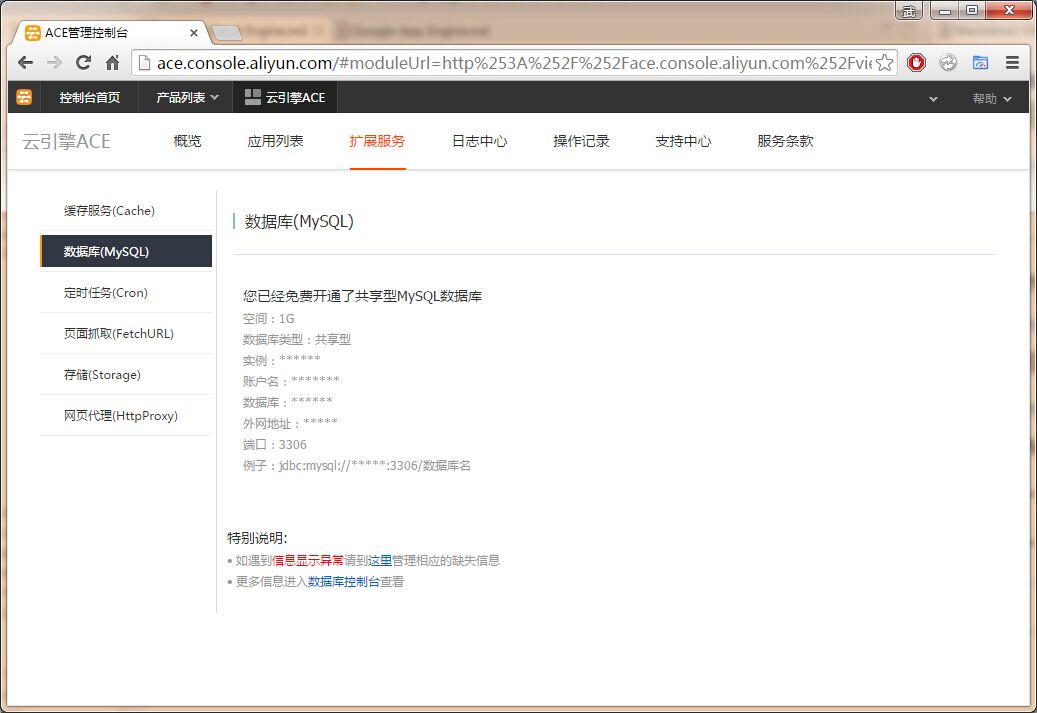 武
ACE管理控制台
ace.console.aliyun.com/#moduleUrl=http%253A%252F%252Face.console.aliyun.com%252Fvi
控制台首页 产品列表 云引擎ACE 帮助
云引擎ACE 概览 应用列表 扩展服务 日志中心 操作记录 支持中心 服务条款
缓存服务(Cache)
数据库(MySQL)
定时任务(Cron)
页面抓取(FetchURL)
存储(Storage)
网页代理(HttpProxy)
数据库(MySQL)
您已经免费开通了共享型MySQL数据库
空间：1G
数据库类型：共享型
实例：******
账户名：*******
数据库：******
外网地址：*****
端口：3306
例子：jdbc:mysql://*****:3306/数据库名
特别说明:
• 如遇到信息显示异常请到这里管理相应的缺失信息
• 更多信息进入数据库控制台查看